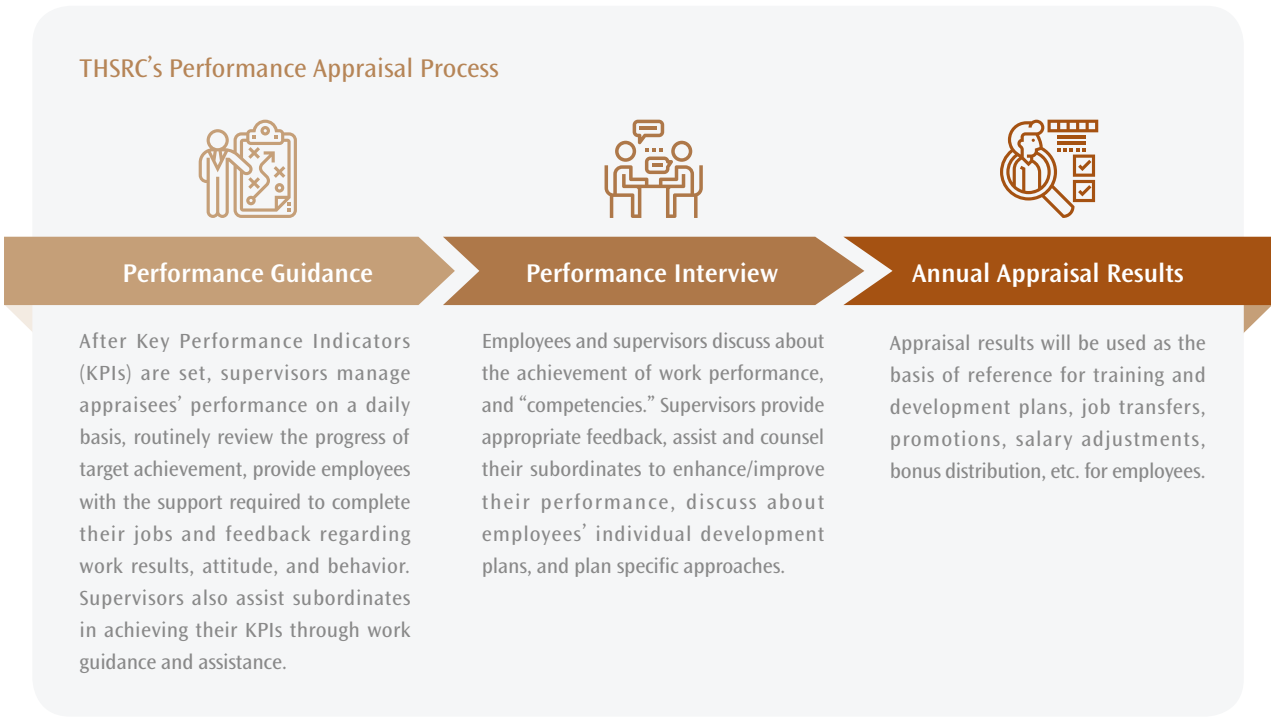 THSRC’s Performance Appraisal Process
Performance Guidance
After Key Performance Indicators
(KPIs) are set, supervisors manage
appraisees’ performance on a daily
basis, routinely review the progress of
target achievement, provide employees
with the support required to complete
their jobs and feedback regarding
work results, attitude, and behavior.
Supervisors also assist subordinates
in achieving their KPIs through work
guidance and assistance.
Performance Interview
Employees and supervisors discuss about
the achievement of work performance,
and “competencies.” Supervisors provide
appropriate feedback, assist and counsel
their subordinates to enhance/improve
their performance, discuss about
employees’ individual development
plans, and plan specific approaches.
Annual Appraisal Results
Appraisal results will be used as the
basis of reference for training and
development plans, job transfers,
promotions, salary adjustments,
bonus distribution, etc. for employees.